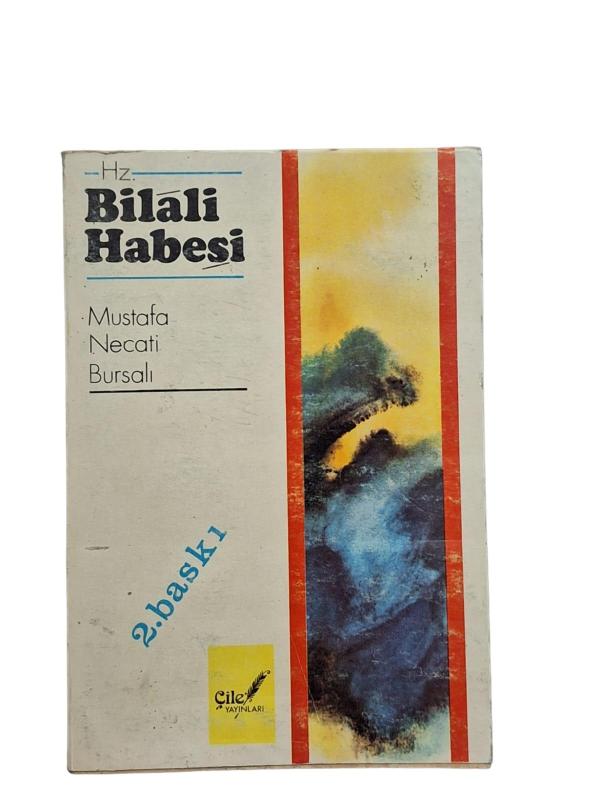 Hz.
Bilâli
Habeşi
Mustafa
Necati
Bursalı
2.baskı
Çile
YAYINLARI